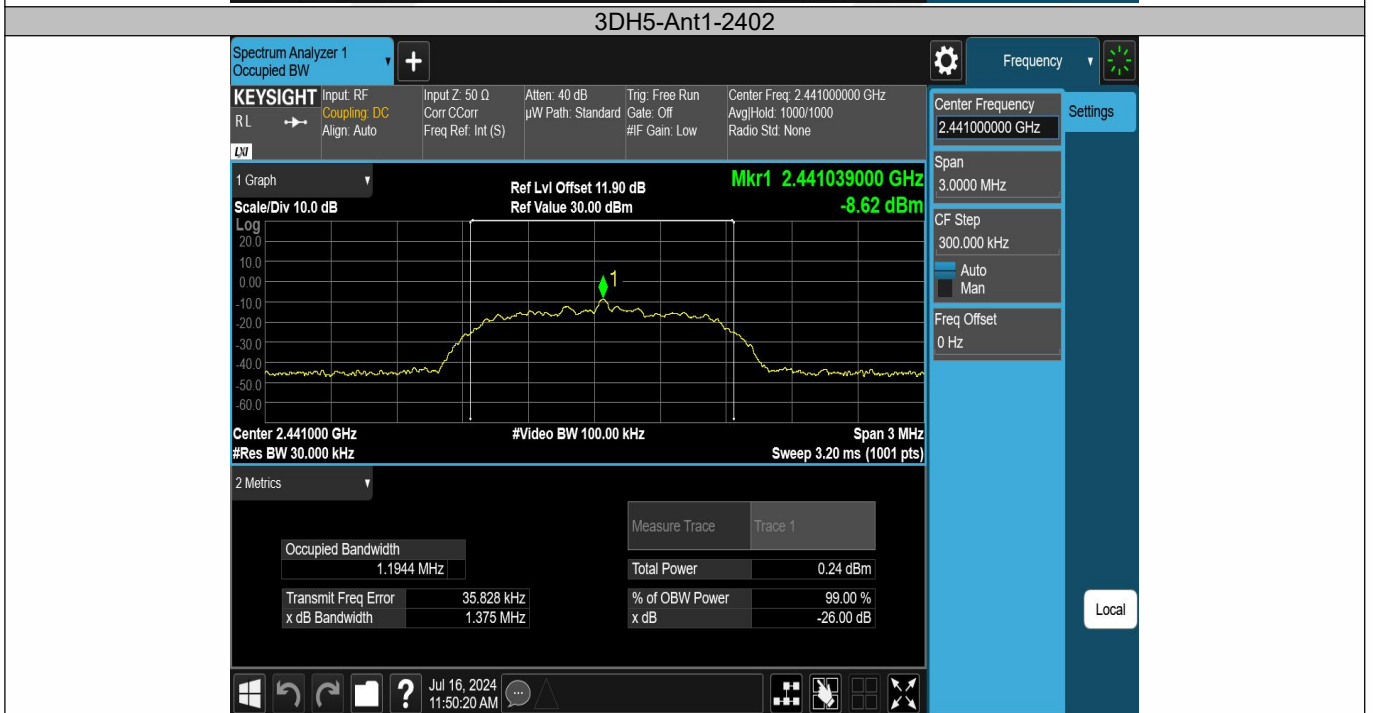 3DH5-Ant1-2402
Spectrum Analyzer 1
Occupied BW
Frequency
KEYSIGHT
R L
LXI
Input: RF
Coupling: DC
Align: Auto
Input Z: 50 Ω
Corr CCorr
Freq Ref: Int (S)
Atten: 40 dB
µW Path: Standard
Trig: Free Run
Gate: Off
#IF Gain: Low
Center Freq: 2.441000000 GHz
Avg|Hold: 1000/1000
Radio Std: None
Center Frequency
2.441000000 GHz
Settings
Span
3.0000 MHz
CF Step
300.000 kHz
Auto
Man
Freq Offset
0 Hz
Local
1 Graph
Scale/Div 10.0 dB
Ref Lvl Offset 11.90 dB
Ref Value 30.00 dBm
Mkr1 2.441039000 GHz
-8.62 dBm
Log
20.0
10.0
0.00
-10.0
-20.0
-30.0
-40.0
-50.0
-60.0
1
Center 2.441000 GHz
#Video BW 100.00 kHz
Span 3 MHz
#Res BW 30.000 kHz
Sweep 3.20 ms (1001 pts)
2 Metrics
Measure Trace
Trace 1
Occupied Bandwidth
1.1944 MHz
Total Power
0.24 dBm
Transmit Freq Error
35.828 kHz
% of OBW Power
99.00 %
x dB Bandwidth
1.375 MHz
x dB
-26.00 dB
?
Jul 16, 2024
11:50:20 AM